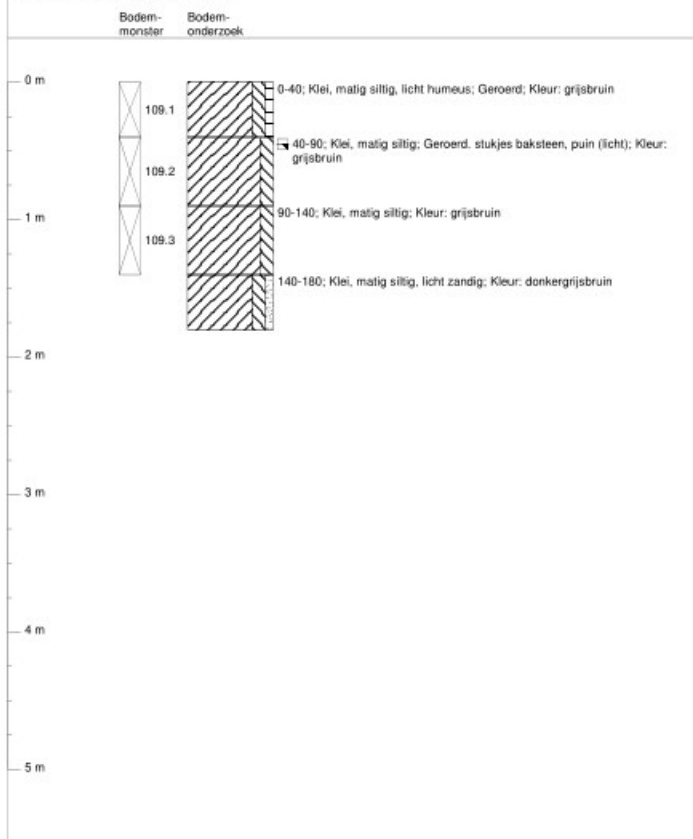 Bodem-
monster
Bodem-
onderzoek
0 m
109.1
0-40; Klei, matig siltig, licht humeus; Geroerd; Kleur: grijsbruin
40-90; Klei, matig siltig; Geroerd. stukjes baksteen, puin (licht); Kleur:
grijsbruin
109.2
1 m
90-140; Klei, matig siltig; Kleur: grijsbruin
109.3
140-180; Klei, matig siltig, licht zandig; Kleur: donkergrijsbruin
2 m
3 m
4 m
5 m